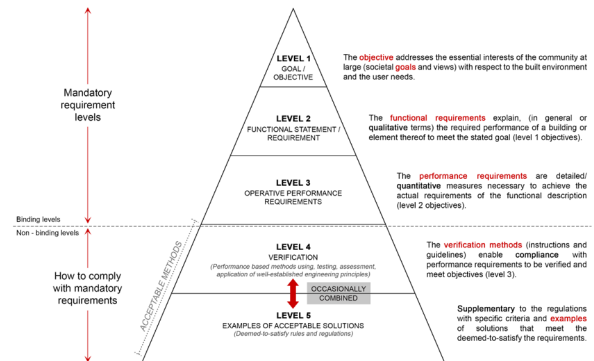 LEVEL 1
GOAL /
OBJECTIVE
The objective addresses the essential interests of the community at
large (societal goals and views) with respect to the built environment
and the user needs.
Mandatory
requirement
levels
LEVEL 2
FUNCTIONAL STATEMENT /
REQUIREMENT
The functional requirements explain, (in general or
qualitative terms) the required performance of a building or
element thereof to meet the stated goal (level 1 objectives).
LEVEL 3
OPERATIVE PERFORMANCE
REQUIREMENTS
The performance requirements are detailed/
quantitative measures necessary to achieve the
actual requirements of the functional description
(level 2 objectives).
Binding levels
Non - binding levels
How to comply
with mandatory
requirements
ACCEPTABLE METHODS
LEVEL 4
VERIFICATION
(Performance based methods using, testing, assessment,
application of well-established engineering principles)
The verification methods (instructions and
guidelines) enable compliance with
performance requirements to be verified and
meet objectives (level 3).
OCCASIONALLY
COMBINED
LEVEL 5
EXAMPLES OF ACCEPTABLE SOLUTIONS
(Deemed-to-satisfy rules and regulations)
Supplementary to the regulations
with specific criteria and examples
of solutions that meet the
deemed-to-satisfy the requirements.